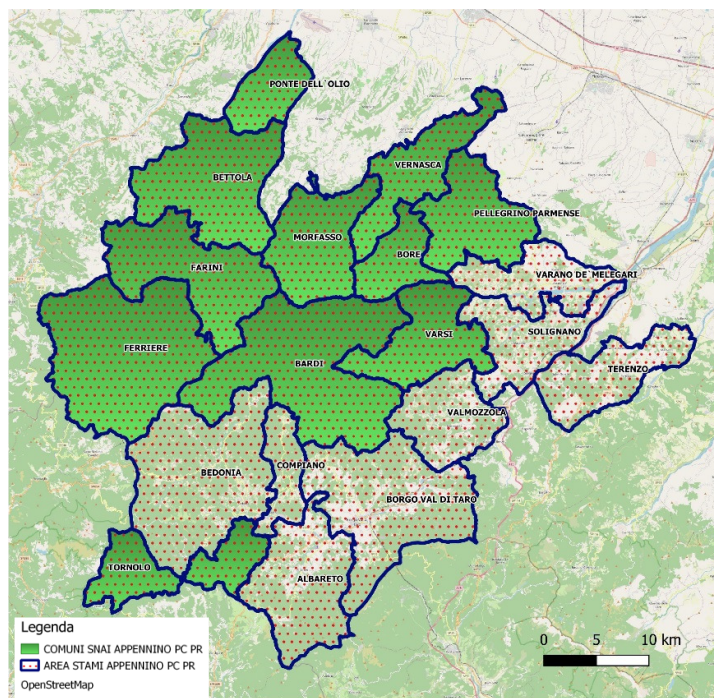 PONTE DELL`OLIO
VERNASCA
BETTOLA
PELLEGRINO PARMENSE
MORFASSO
BORE
FARINI
VARANO DE` MELEGARI
SOLIGNANO
VARSI
FERRIERE
BARDI
TERENZO
VALMOZZOLA
COMPIANO
BEDONIA
BORGO VAL DI TARO
TORNOLO
ALBARETO
Legenda
COMUNI SNAI APPENNINO PC PR
AREA STAMI APPENNINO PC PR
OpenStreetMap
0 5 10 km